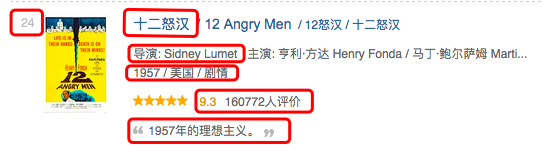 24
十二怒汉 / 12 Angry Men / 12怒汉 / 十二怒汉
导演: Sidney Lumet 主演: 亨利·方达 Henry Fonda / 马丁·鲍尔萨姆 Marti...
1957 / 美国 / 剧情
9.3 160772人评价
“ 1957年的理想主义。 ”
LIFE IS IN
THEIR HANDS
DEATH IS ON
THEIR MINDS!
12
ANGRY MEN